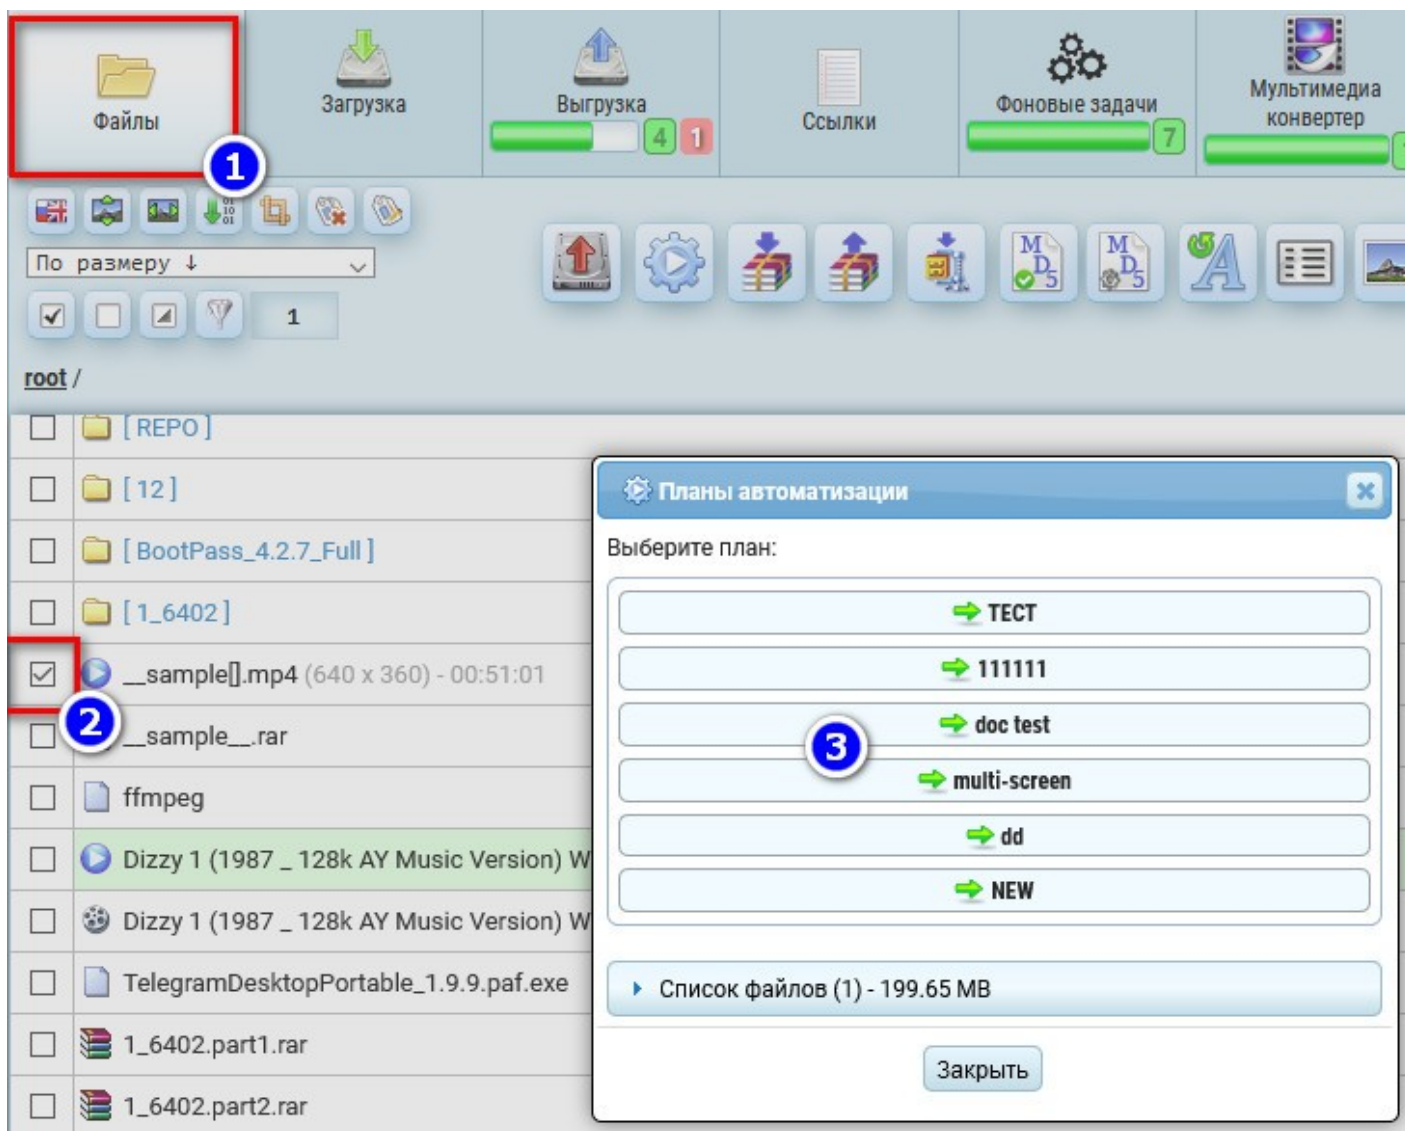 Файлы
Загрузка
Выгрузка
4 1
Ссылки
Фоновые задачи
7
Мультимедиа
конвертер
1
По размеру ↓
1
MD5
MD5
A
root /
[ REPO ]
[ 12 ]
[ BootPass_4.2.7_Full ]
[ 1_6402 ]
__sample[].mp4 (640 x 360) - 00:51:01
2
__sample__.rar
ffmpeg
Dizzy 1 (1987 _ 128k AY Music Version) W
Dizzy 1 (1987 _ 128k AY Music Version) W
TelegramDesktopPortable_1.9.9.paf.exe
1_6402.part1.rar
1_6402.part2.rar
Планы автоматизации
Выберите план:
ТЕСТ
111111
doc test
3
multi-screen
dd
NEW
Список файлов (1) - 199.65 MB
Закрыть